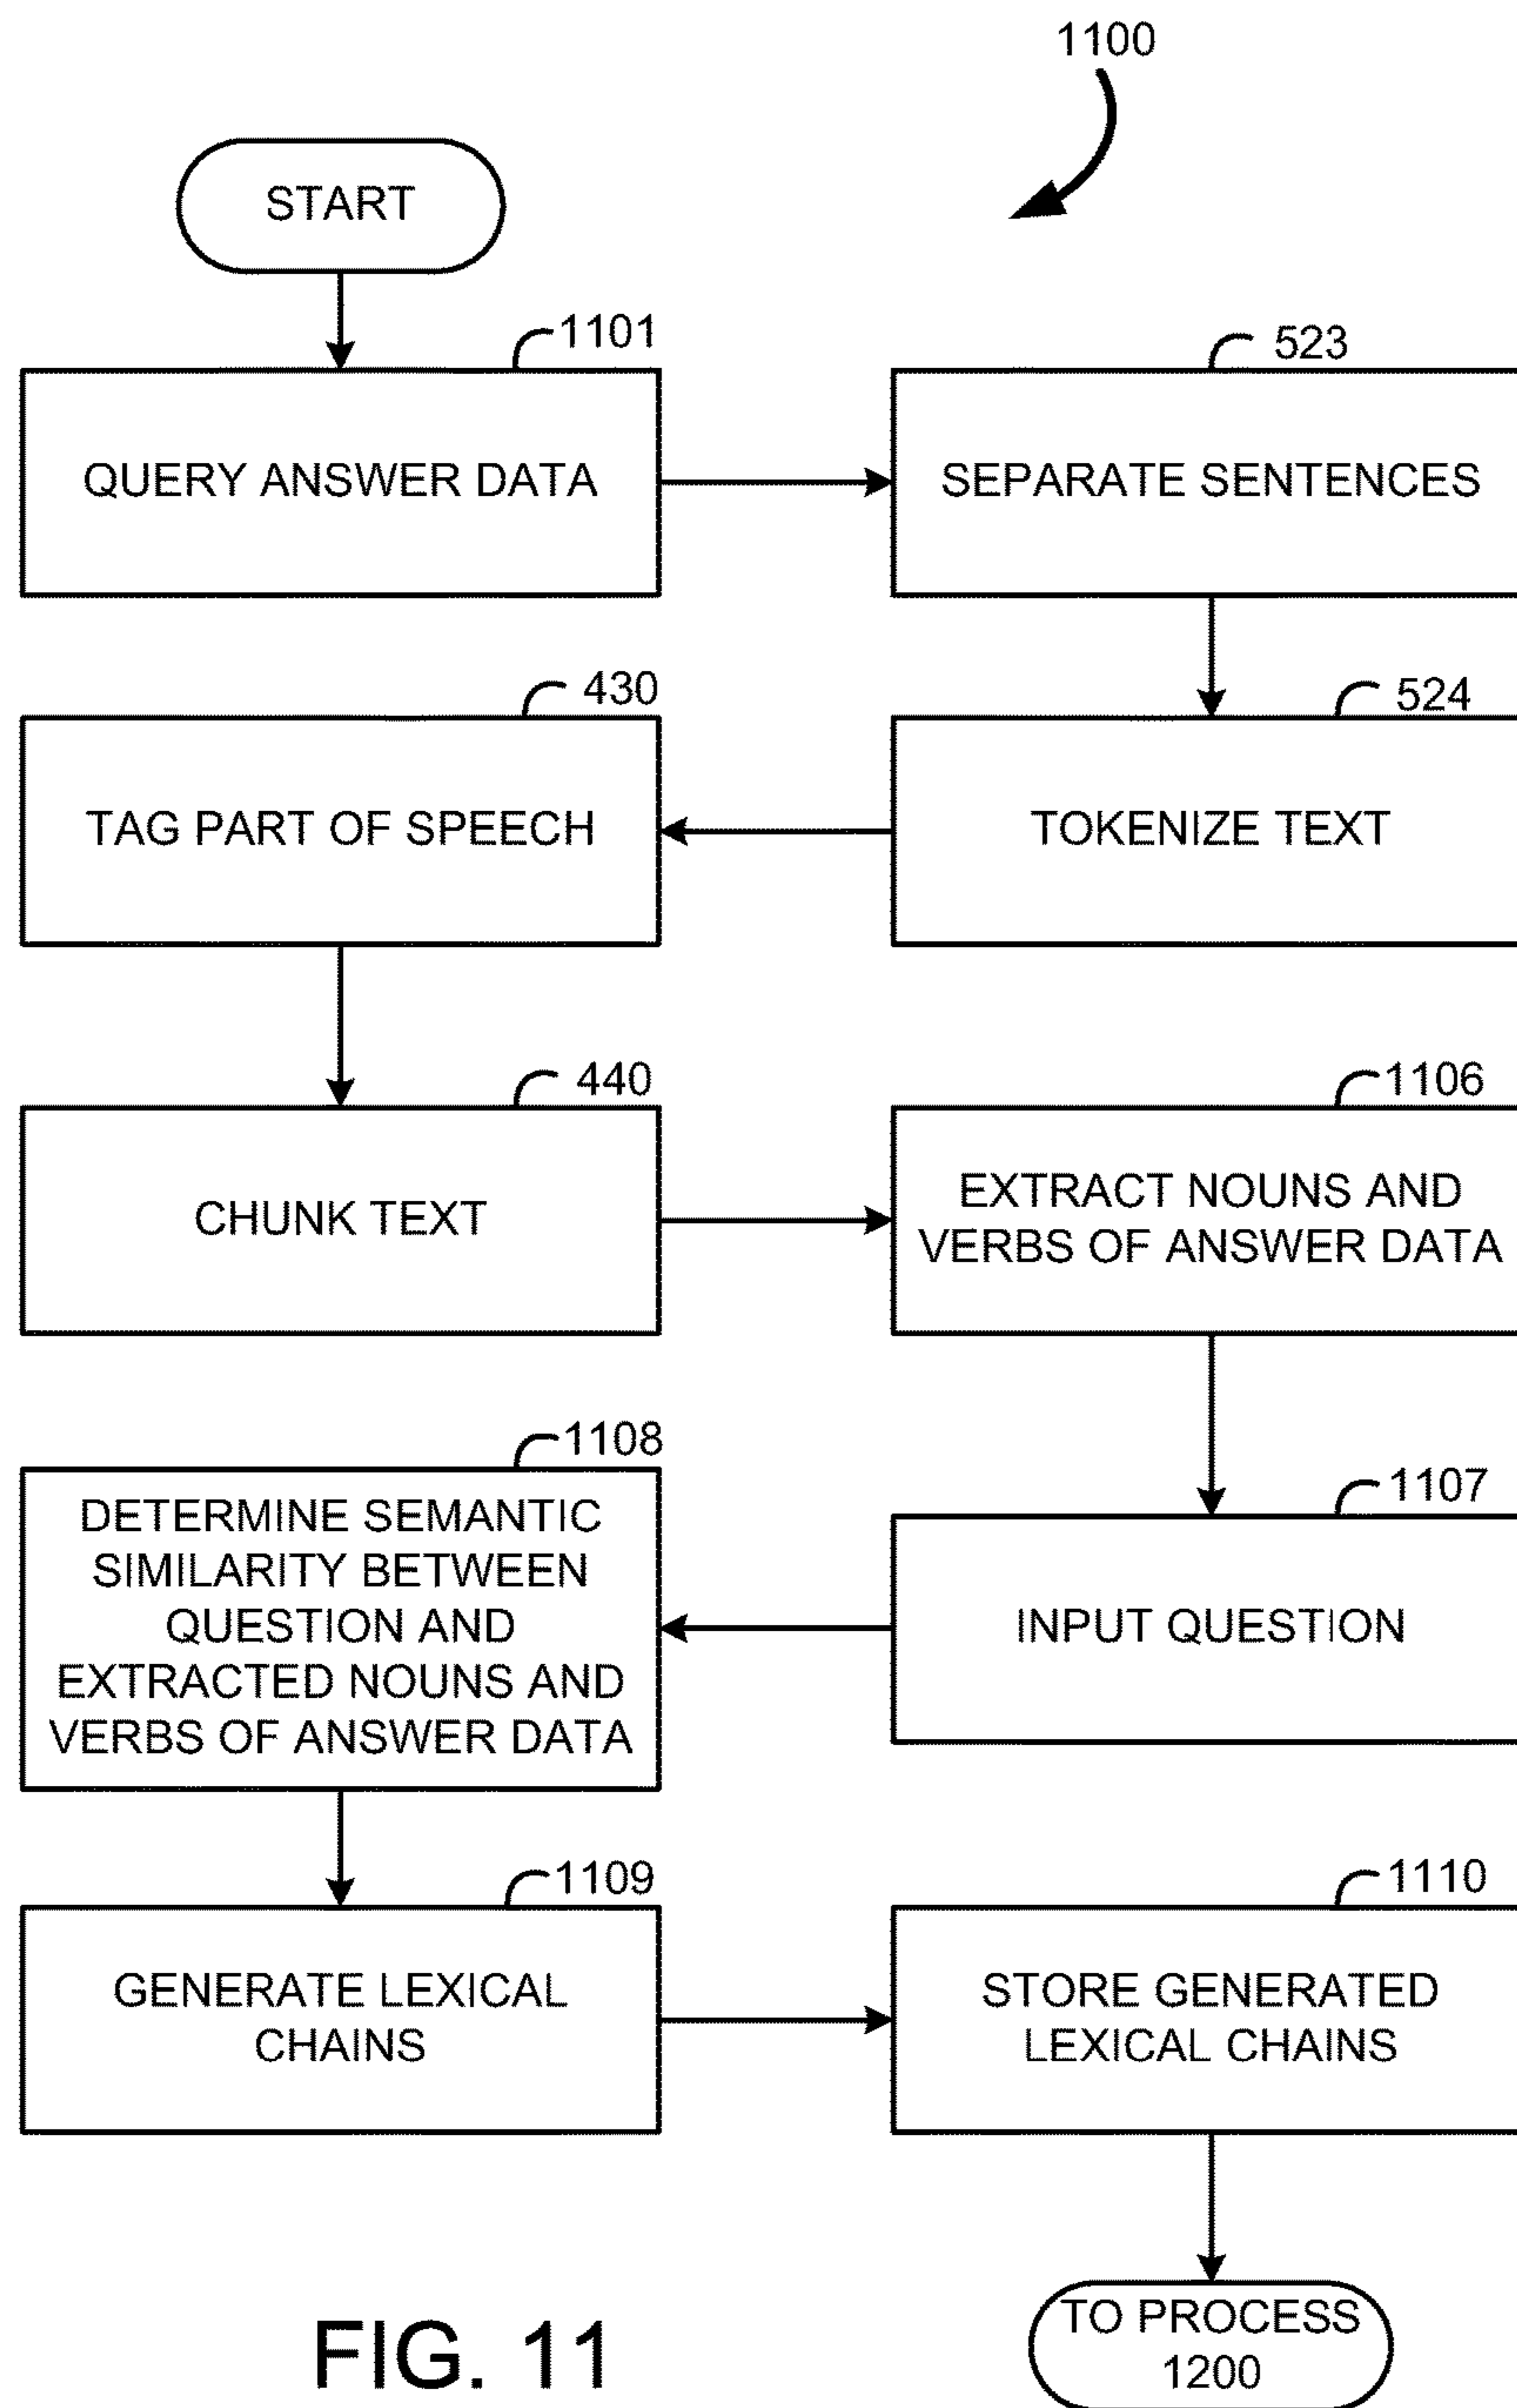 1100
START
1101
QUERY ANSWER DATA
523
SEPARATE SENTENCES
524
TOKENIZE TEXT
430
TAG PART OF SPEECH
440
CHUNK TEXT
1106
EXTRACT NOUNS AND
VERBS OF ANSWER DATA
1107
INPUT QUESTION
1108
DETERMINE SEMANTIC
SIMILARITY BETWEEN
QUESTION AND
EXTRACTED NOUNS AND
VERBS OF ANSWER DATA
1109
GENERATE LEXICAL
CHAINS
1110
STORE GENERATED
LEXICAL CHAINS
TO PROCESS
1200
FIG. 11